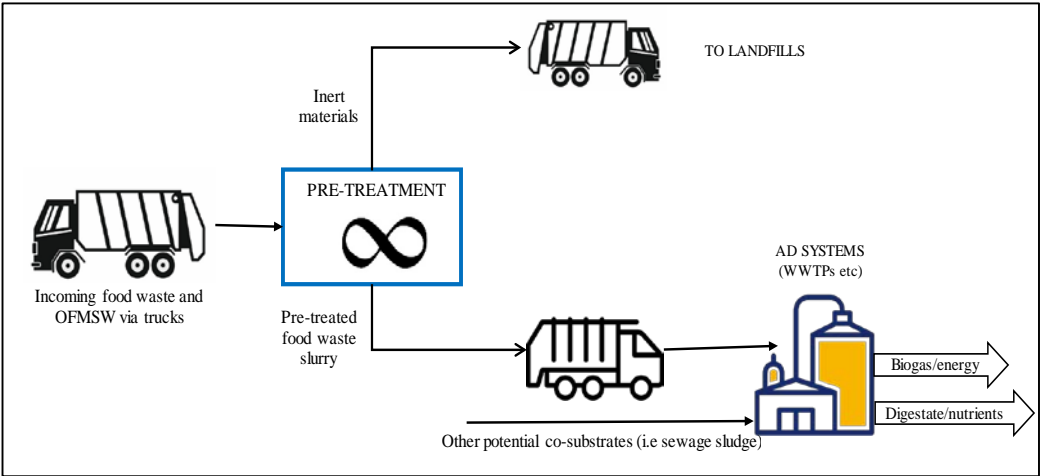 TO LANDFILLS
Inert
materials
PRE-TREATMENT
Incoming food waste and
OFMSW via trucks
Pre-treated
food waste
slurry
AD SYSTEMS
(WWTPs etc)
Biogas/energy
Digestate/nutrients
Other potential co-substrates (i.e sewage sludge)